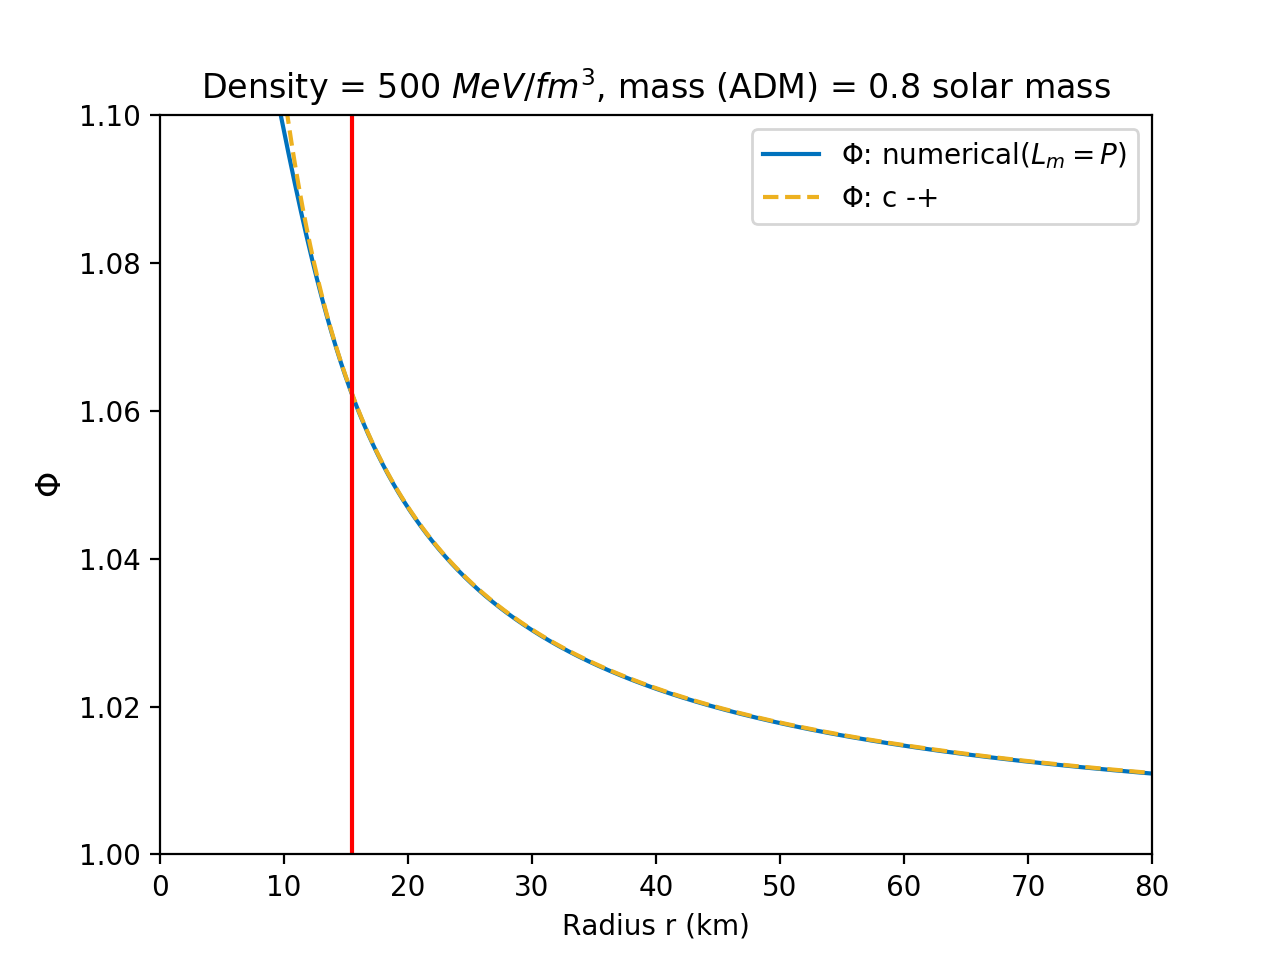 Density = 500 MeV/fm³, mass (ADM) = 0.8 solar mass
1.10
1.08
1.06
1.04
1.02
1.00
Φ
Φ: numerical(Lₘ = P)
Φ: c -+
0 10 20 30 40 50 60 70 80
Radius r (km)